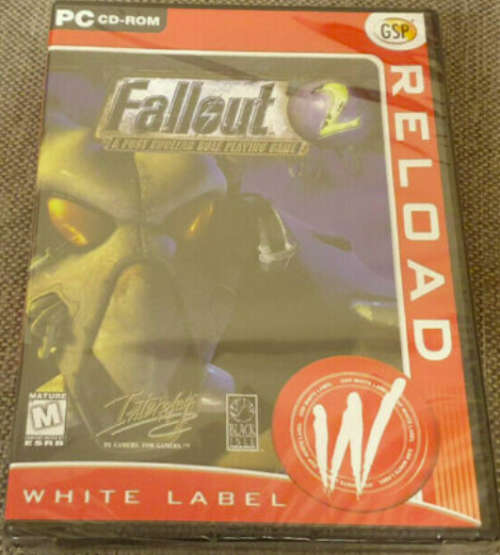 PC CD-ROM
GSP
RELOAD
Fallout 2
A POST NUCLEAR ROLE PLAYING GAME
MATURE
M
ESRB
Interplay
BY GAMERS. FOR GAMERS.™
BLACK
ISLE
W
WHITE LABEL